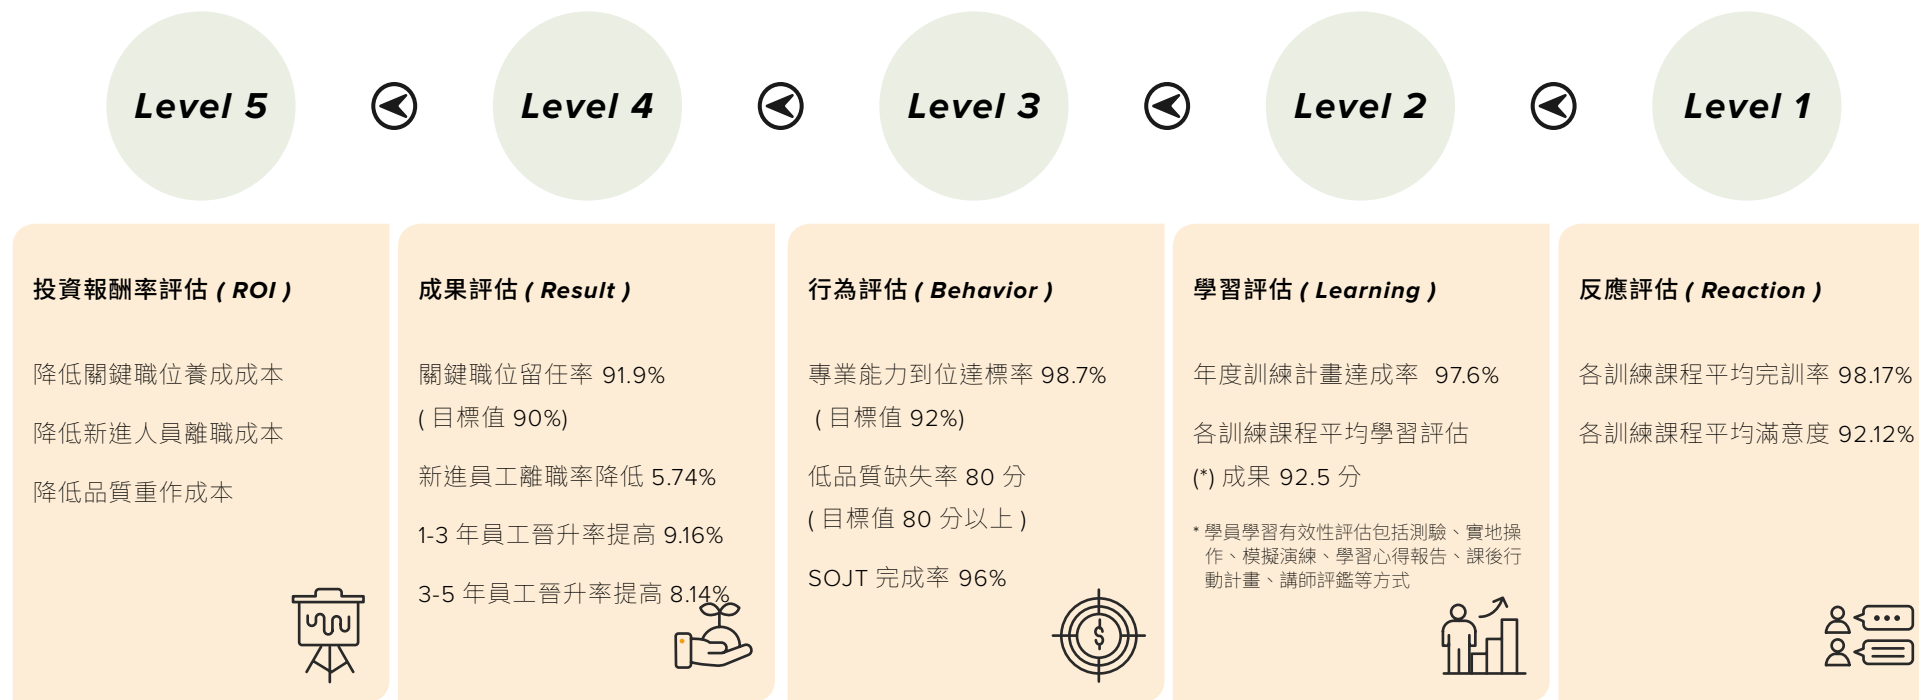 Level 5
Level 4
Level 3
Level 2
Level 1
投資報酬率評估 ( ROI )
降低關鍵職位養成成本
降低新進人員離職成本
降低品質重作成本
成果評估 ( Result )
關鍵職位留任率 91.9%
( 目標值 90%)
新進員工離職率降低 5.74%
1-3 年員工晉升率提高 9.16%
3-5 年員工晉升率提高 8.14%
行為評估 ( Behavior )
專業能力到位達標率 98.7%
( 目標值 92%)
低品質缺失率 80 分
( 目標值 80 分以上 )
SOJT 完成率 96%
學習評估 ( Learning )
年度訓練計畫達成率 97.6%
各訓練課程平均學習評估
(*) 成果 92.5 分
* 學員學習有效性評估包括測驗、實地操
作、模擬演練、學習心得報告、課後行
動計畫、講師評鑑等方式
反應評估 ( Reaction )
各訓練課程平均完訓率 98.17%
各訓練課程平均滿意度 92.12%